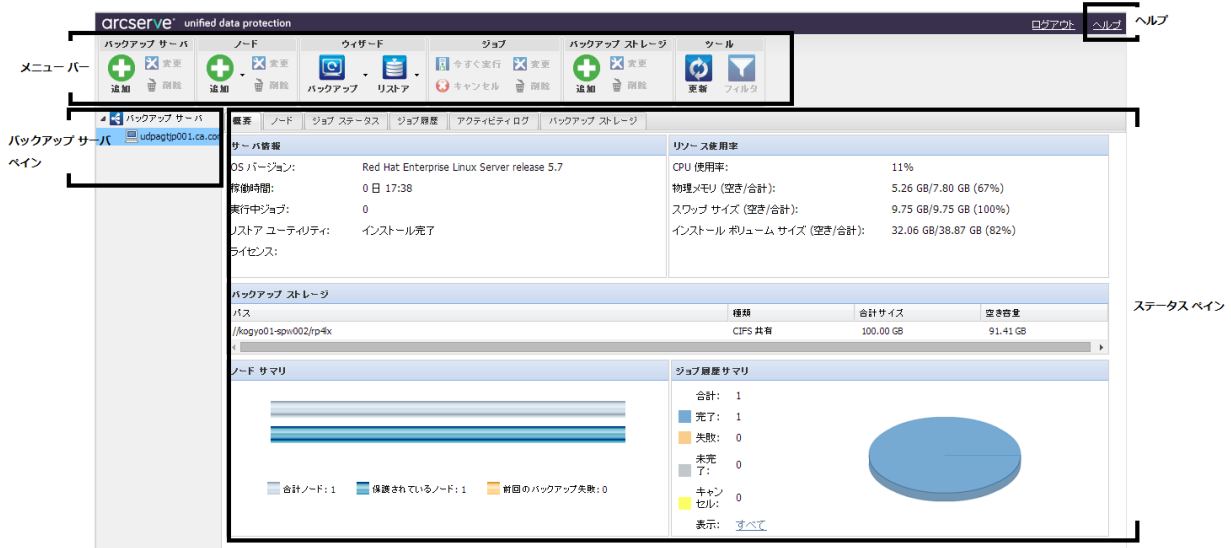 arcserve® unified data protection
ログアウト ヘルプ
ヘルプ
メニュー バー
バックアップ サーバ ノード ウィザード ジョブ バックアップ ストレージ ツール
追加 変更 削除 追加 変更 削除 バックアップ リストア 今すぐ実行 変更 キャンセル 削除 追加 変更 削除 更新 フィルタ
バックアップ サーバ
udpagtjp001.ca.com
バックアップ サーバ
ペイン
概要 ノード ジョブ ステータス ジョブ履歴 アクティビティ ログ バックアップ ストレージ
サーバ情報
OS バージョン: Red Hat Enterprise Linux Server release 5.7
稼働時間: 0 日 17:38
実行中ジョブ: 0
リストア ユーティリティ: インストール完了
ライセンス:
リソース使用率
CPU 使用率: 11%
物理メモリ (空き/合計): 5.26 GB/7.80 GB (67%)
スワップ サイズ (空き/合計): 9.75 GB/9.75 GB (100%)
インストール ボリューム サイズ (空き/合計): 32.06 GB/38.87 GB (82%)
バックアップ ストレージ
パス 種類 合計サイズ 空き容量
//kogyo01-spw002/rp4lx CIFS 共有 100.00 GB 91.41 GB
ステータス ペイン
ノード サマリ
合計ノード: 1 保護されているノード: 1 前回のバックアップ失敗: 0
ジョブ履歴サマリ
合計: 1
完了: 1
失敗: 0
未完
了: 0
キャン
セル: 0
表示: すべて